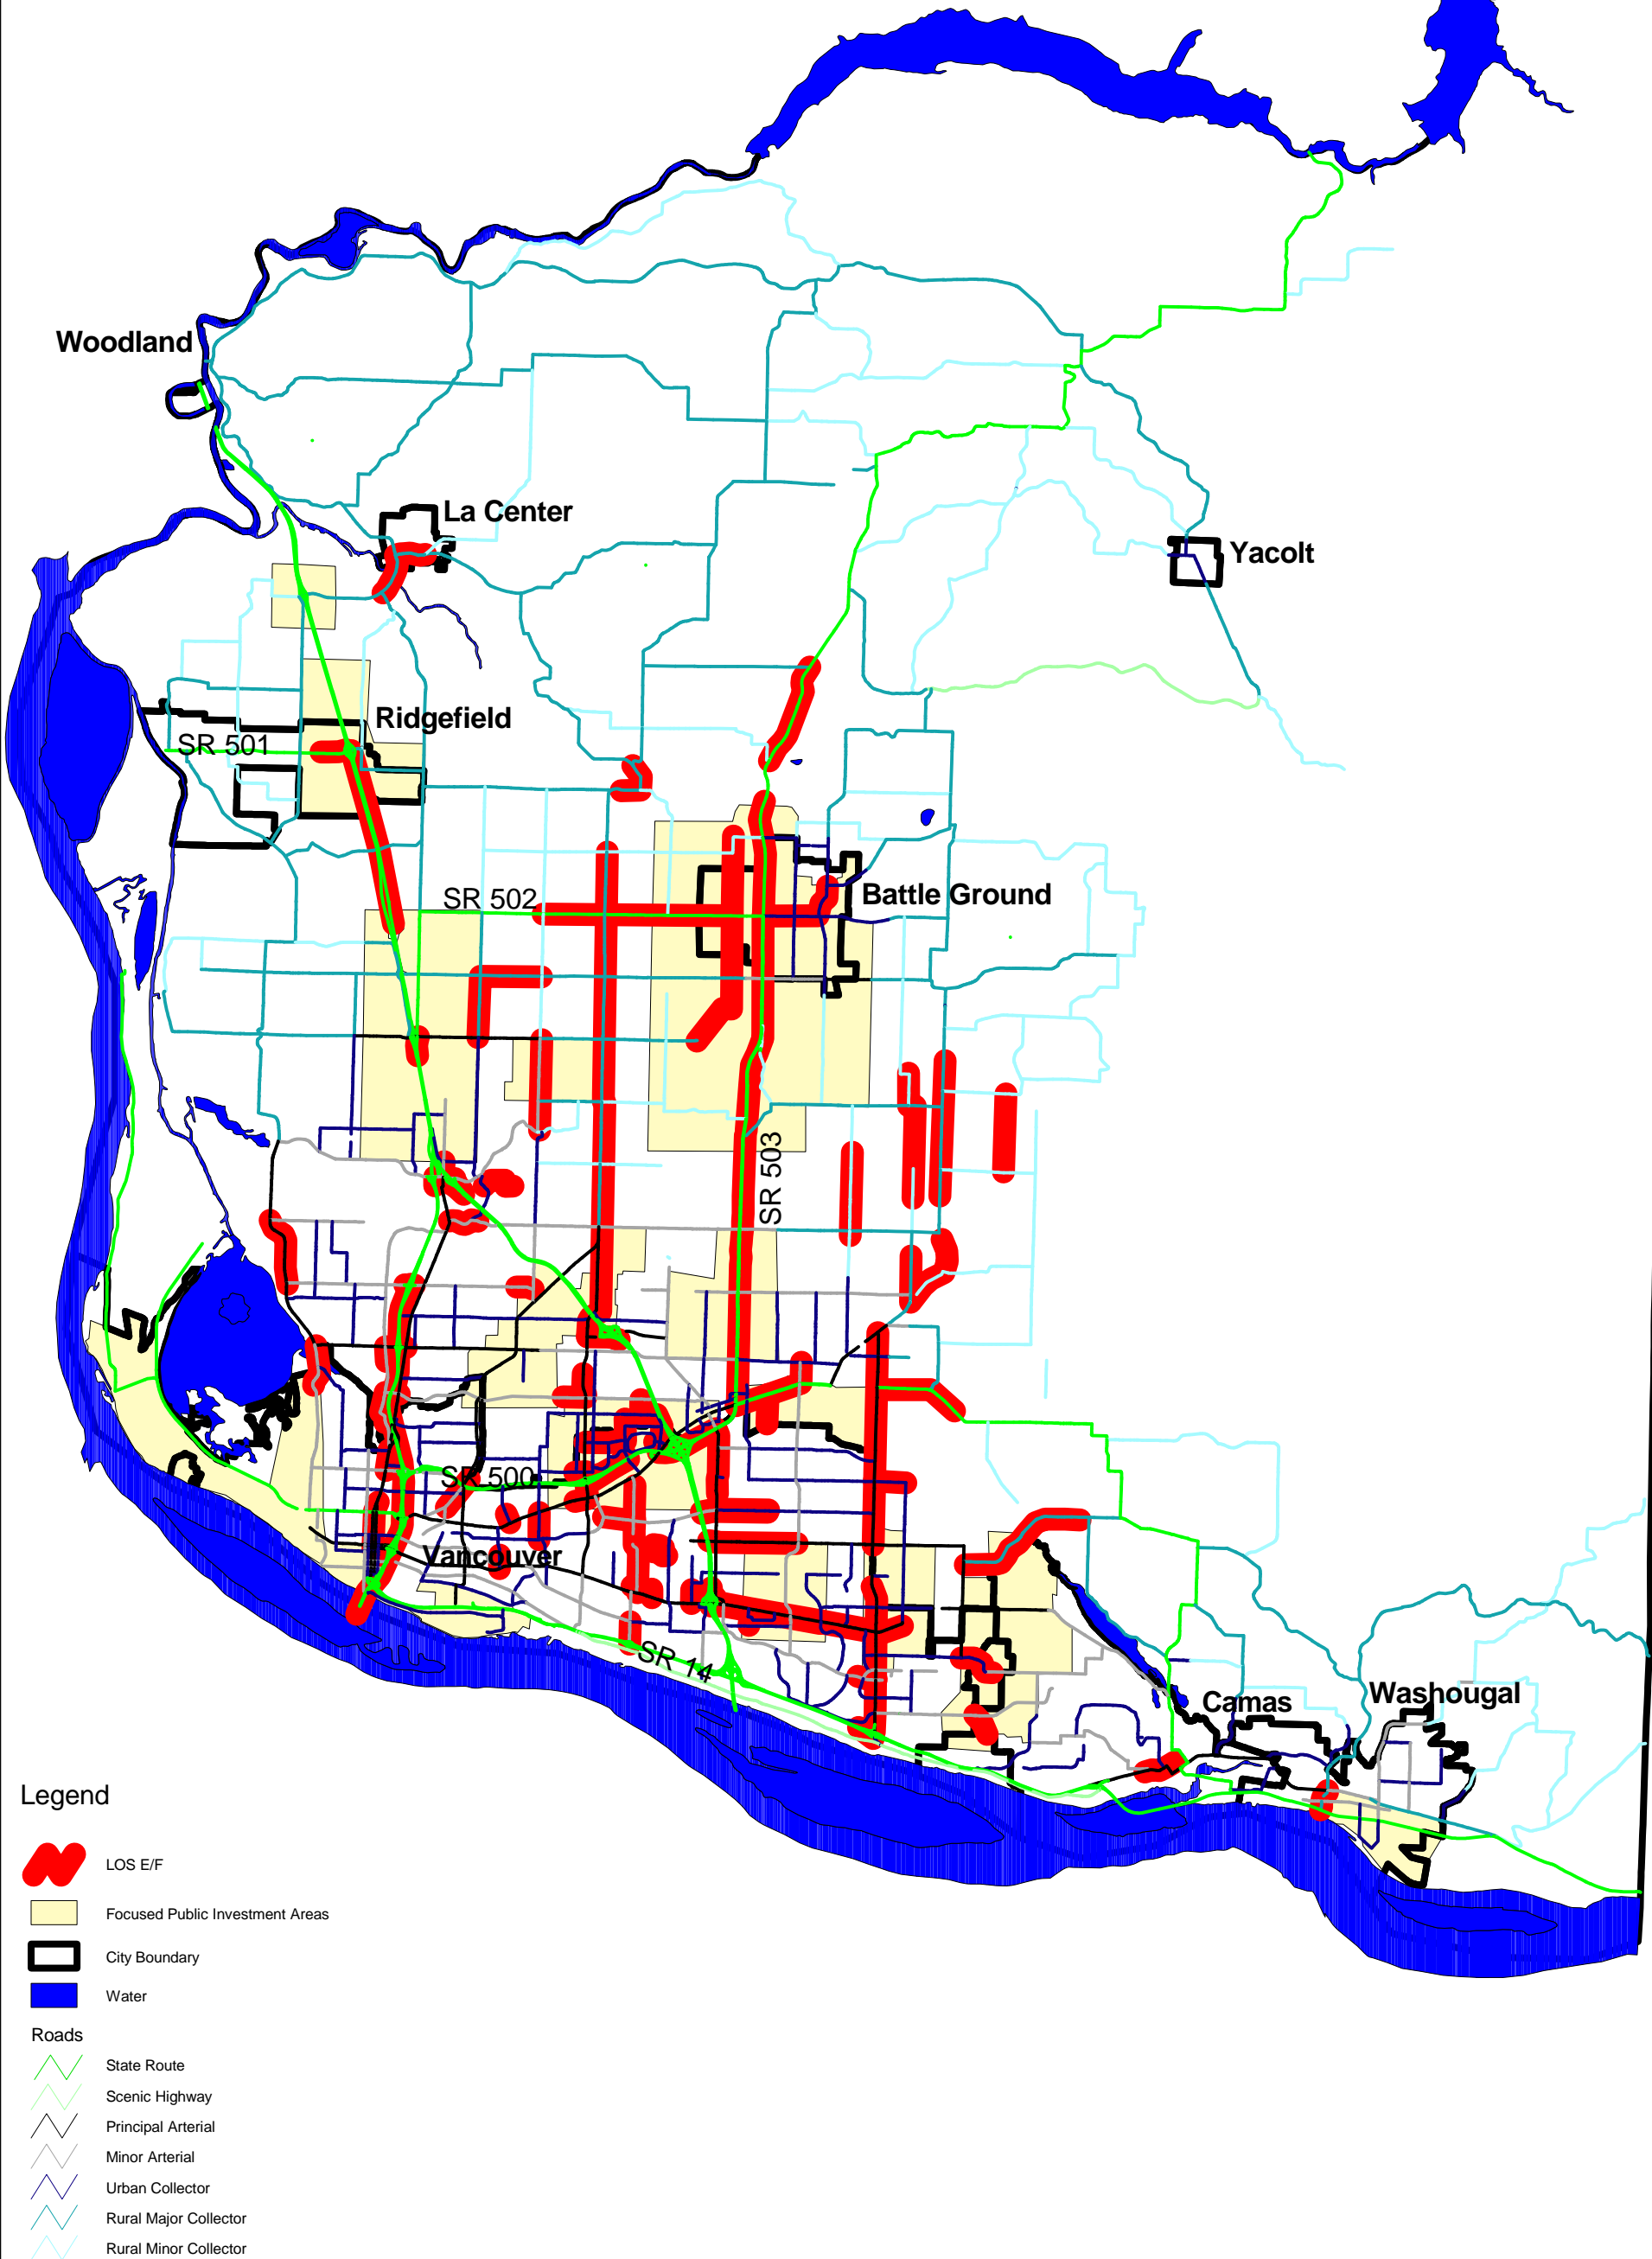 Woodland
La Center
Yacolt
Ridgefield
SR 501
Battle Ground
SR 502
SR 503
SR 500
Vancouver
SR 14
Camas
Washougal
Legend
LOS E/F
Focused Public Investment Areas
City Boundary
Water
Roads
State Route
Scenic Highway
Principal Arterial
Minor Arterial
Urban Collector
Rural Major Collector
Rural Minor Collector